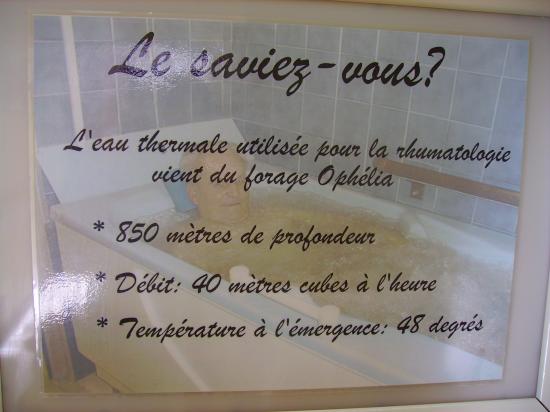 Le saviez-vous?
L'eau thermale utilisée pour la rhumatologie
vient du forage Ophélia
* 850 mètres de profondeur
* Débit: 40 mètres cubes à l'heure
* Température à l'émergence: 48 degrés